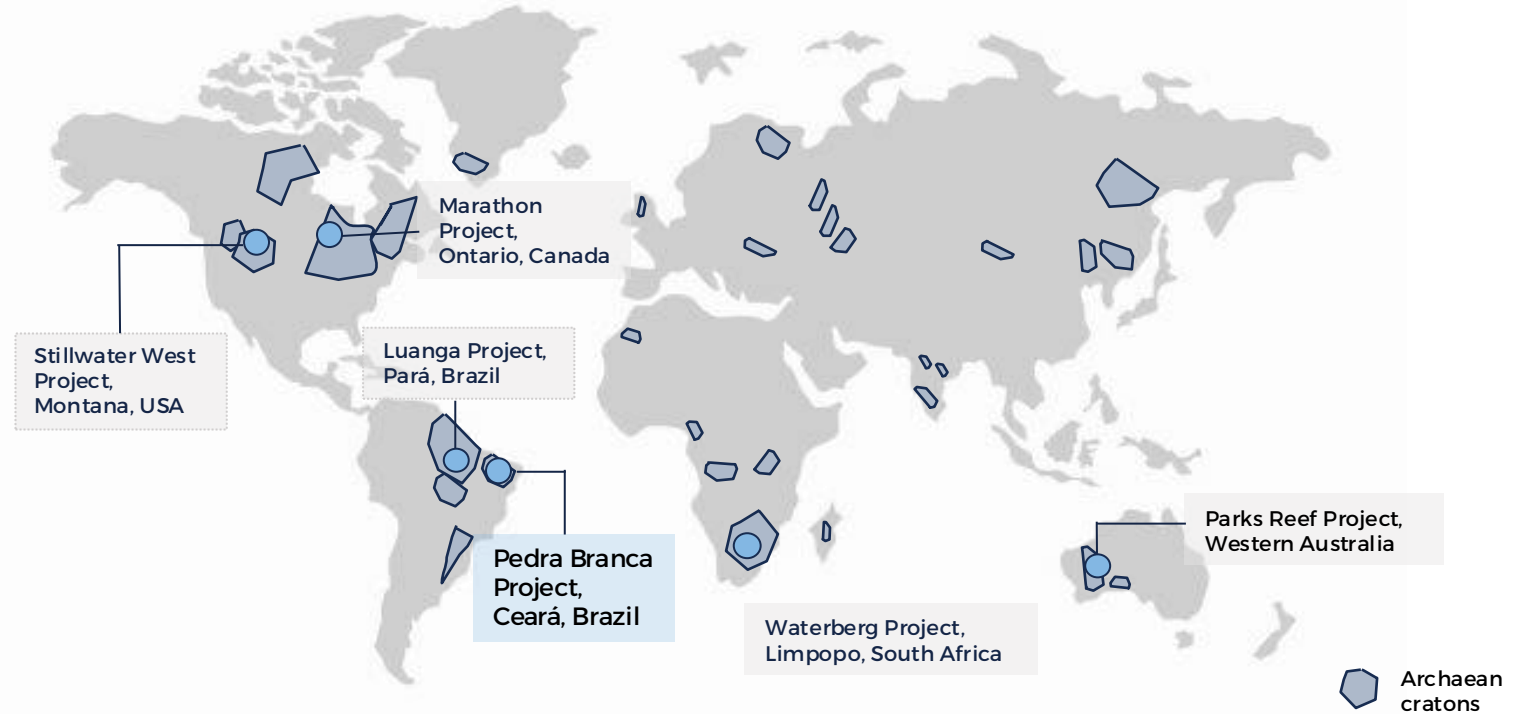 Marathon
Project,
Ontario, Canada
Stillwater West
Project,
Montana, USA
Luanga Project,
Pará, Brazil
Pedra Branca
Project,
Ceará, Brazil
Parks Reef Project,
Western Australia
Waterberg Project,
Limpopo, South Africa
Archaean
cratons